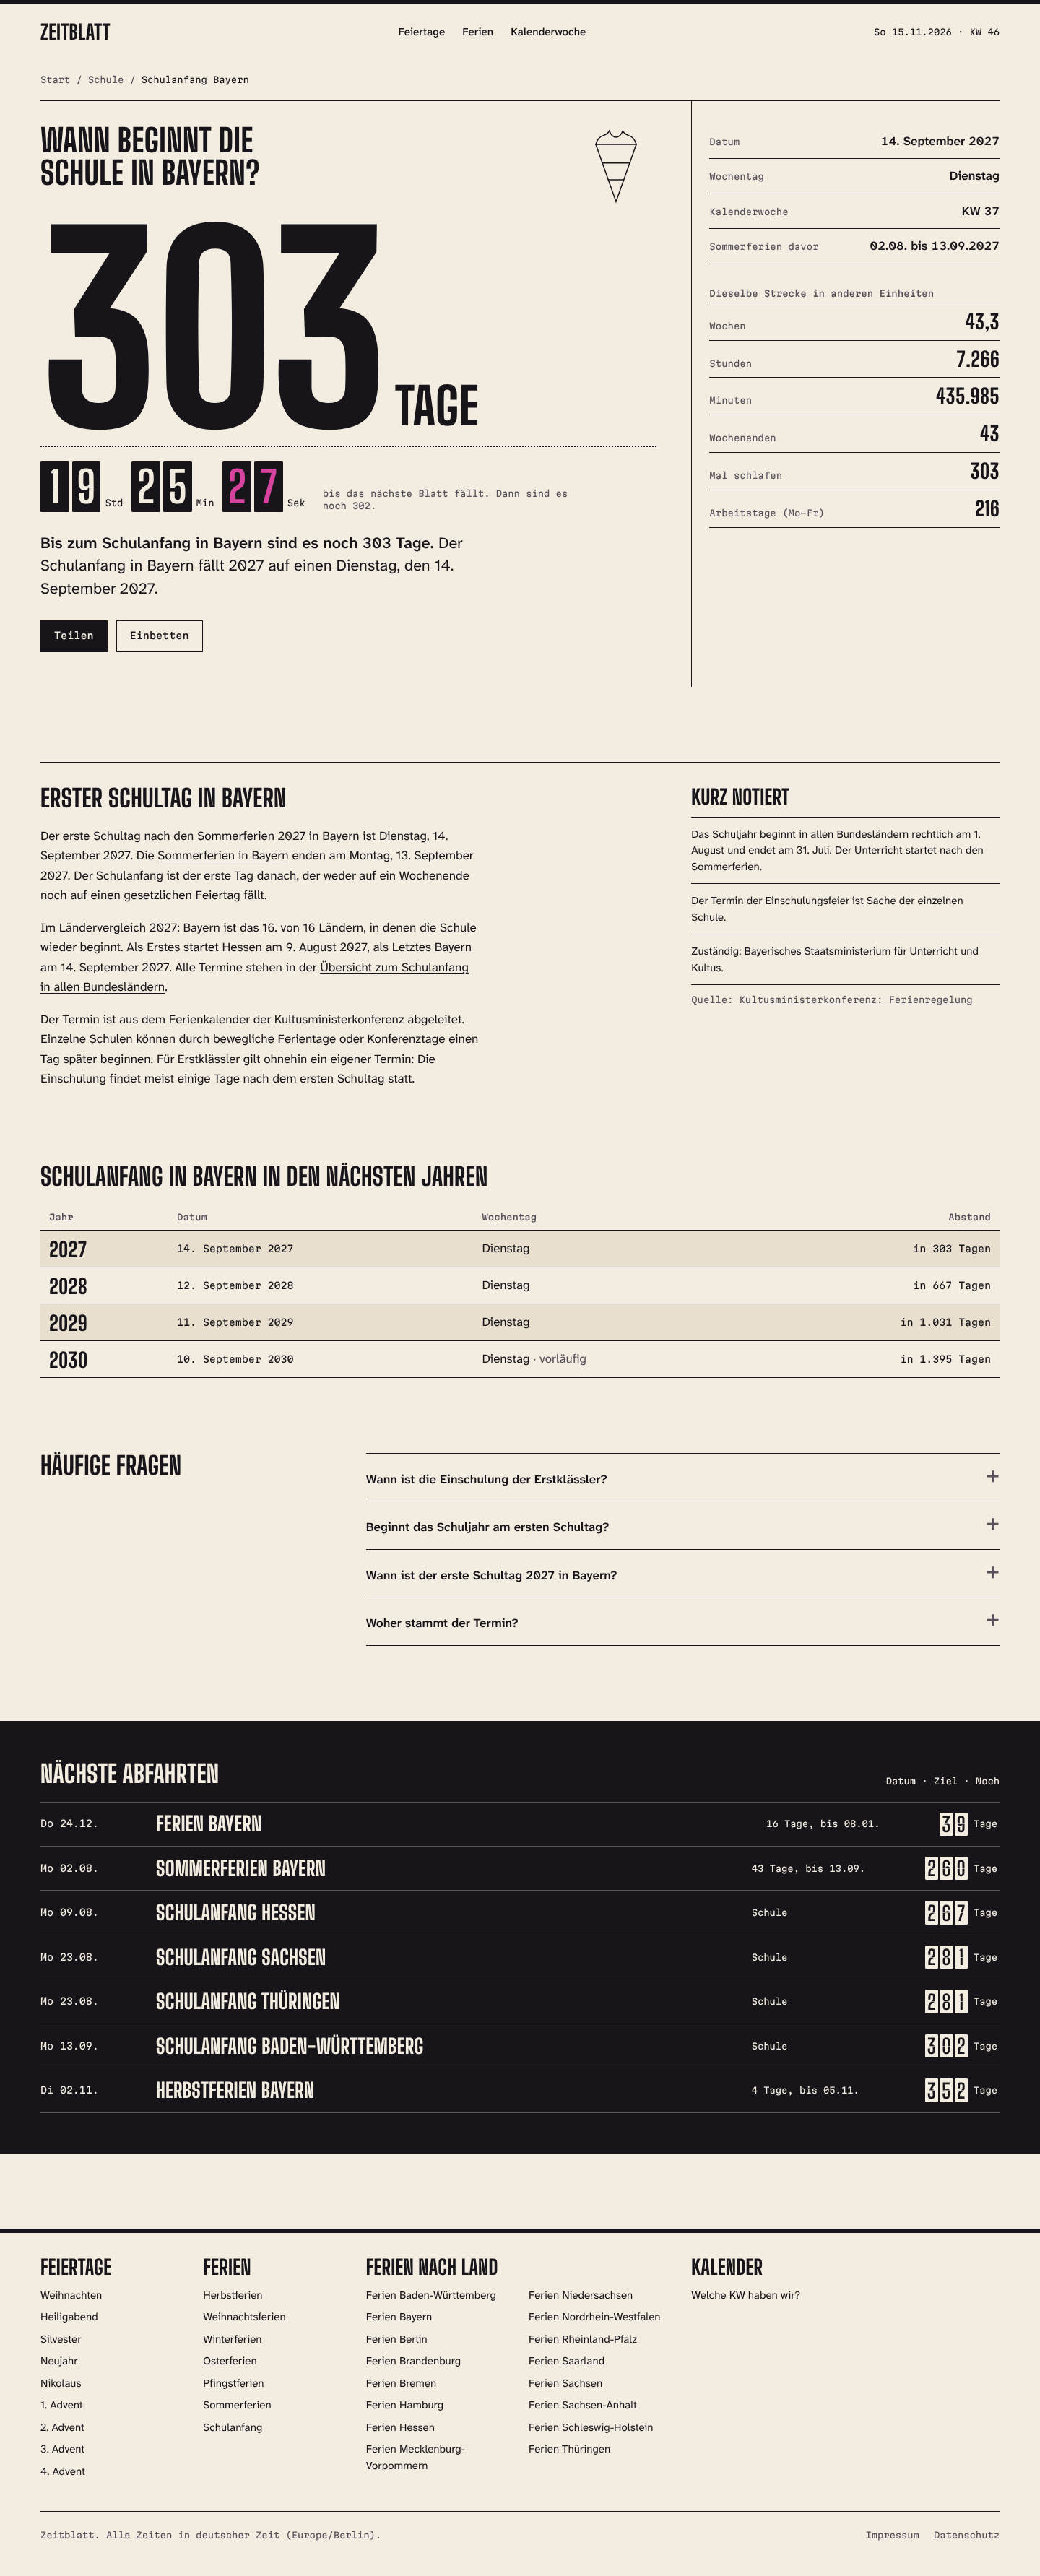 ZEITBLATT
Feiertage Ferien Kalenderwoche
So 15.11.2026 · KW 46
Start / Schule / Schulanfang Bayern
WANN BEGINNT DIE
SCHULE IN BAYERN?
303 TAGE
19 Std 25 Min 27 Sek
bis das nächste Blatt fällt. Dann sind es
noch 302.
Bis zum Schulanfang in Bayern sind es noch 303 Tage. Der
Schulanfang in Bayern fällt 2027 auf einen Dienstag, den 14.
September 2027.
Teilen Einbetten
Datum 14. September 2027
Wochentag Dienstag
Kalenderwoche KW 37
Sommerferien davor 02.08. bis 13.09.2027
Dieselbe Strecke in anderen Einheiten
Wochen 43,3
Stunden 7.266
Minuten 435.985
Wochenenden 43
Mal schlafen 303
Arbeitstage (Mo–Fr) 216
ERSTER SCHULTAG IN BAYERN
Der erste Schultag nach den Sommerferien 2027 in Bayern ist Dienstag, 14.
September 2027. Die Sommerferien in Bayern enden am Montag, 13. September
2027. Der Schulanfang ist der erste Tag danach, der weder auf ein Wochenende
noch auf einen gesetzlichen Feiertag fällt.
Im Ländervergleich 2027: Bayern ist das 16. von 16 Ländern, in denen die Schule
wieder beginnt. Als Erstes startet Hessen am 9. August 2027, als Letztes Bayern
am 14. September 2027. Alle Termine stehen in der Übersicht zum Schulanfang
in allen Bundesländern.
Der Termin ist aus dem Ferienkalender der Kultusministerkonferenz abgeleitet.
Einzelne Schulen können durch bewegliche Ferientage oder Konferenztage einen
Tag später beginnen. Für Erstklässler gilt ohnehin ein eigener Termin: Die
Einschulung findet meist einige Tage nach dem ersten Schultag statt.
KURZ NOTIERT
Das Schuljahr beginnt in allen Bundesländern rechtlich am 1.
August und endet am 31. Juli. Der Unterricht startet nach den
Sommerferien.
Der Termin der Einschulungsfeier ist Sache der einzelnen
Schule.
Zuständig: Bayerisches Staatsministerium für Unterricht und
Kultus.
Quelle: Kultusministerkonferenz: Ferienregelung
SCHULANFANG IN BAYERN IN DEN NÄCHSTEN JAHREN
Jahr Datum Wochentag Abstand
2027 14. September 2027 Dienstag in 303 Tagen
2028 12. September 2028 Dienstag in 667 Tagen
2029 11. September 2029 Dienstag in 1.031 Tagen
2030 10. September 2030 Dienstag · vorläufig in 1.395 Tagen
HÄUFIGE FRAGEN
Wann ist die Einschulung der Erstklässler? +
Beginnt das Schuljahr am ersten Schultag? +
Wann ist der erste Schultag 2027 in Bayern? +
Woher stammt der Termin? +
NÄCHSTE ABFAHRTEN
Datum · Ziel · Noch
Do 24.12. FERIEN BAYERN 16 Tage, bis 08.01. 39 Tage
Mo 02.08. SOMMERFERIEN BAYERN 43 Tage, bis 13.09. 260 Tage
Mo 09.08. SCHULANFANG HESSEN Schule 267 Tage
Mo 23.08. SCHULANFANG SACHSEN Schule 281 Tage
Mo 23.08. SCHULANFANG THÜRINGEN Schule 281 Tage
Mo 13.09. SCHULANFANG BADEN-WÜRTTEMBERG Schule 302 Tage
Di 02.11. HERBSTFERIEN BAYERN 4 Tage, bis 05.11. 352 Tage
FEIERTAGE
Weihnachten
Heiligabend
Silvester
Neujahr
Nikolaus
1. Advent
2. Advent
3. Advent
4. Advent
FERIEN
Herbstferien
Weihnachtsferien
Winterferien
Osterferien
Pfingstferien
Sommerferien
Schulanfang
FERIEN NACH LAND
Ferien Baden-Württemberg
Ferien Bayern
Ferien Berlin
Ferien Brandenburg
Ferien Bremen
Ferien Hamburg
Ferien Hessen
Ferien Mecklenburg-
Vorpommern
Ferien Niedersachsen
Ferien Nordrhein-Westfalen
Ferien Rheinland-Pfalz
Ferien Saarland
Ferien Sachsen
Ferien Sachsen-Anhalt
Ferien Schleswig-Holstein
Ferien Thüringen
KALENDER
Welche KW haben wir?
Zeitblatt. Alle Zeiten in deutscher Zeit (Europe/Berlin).
Impressum Datenschutz